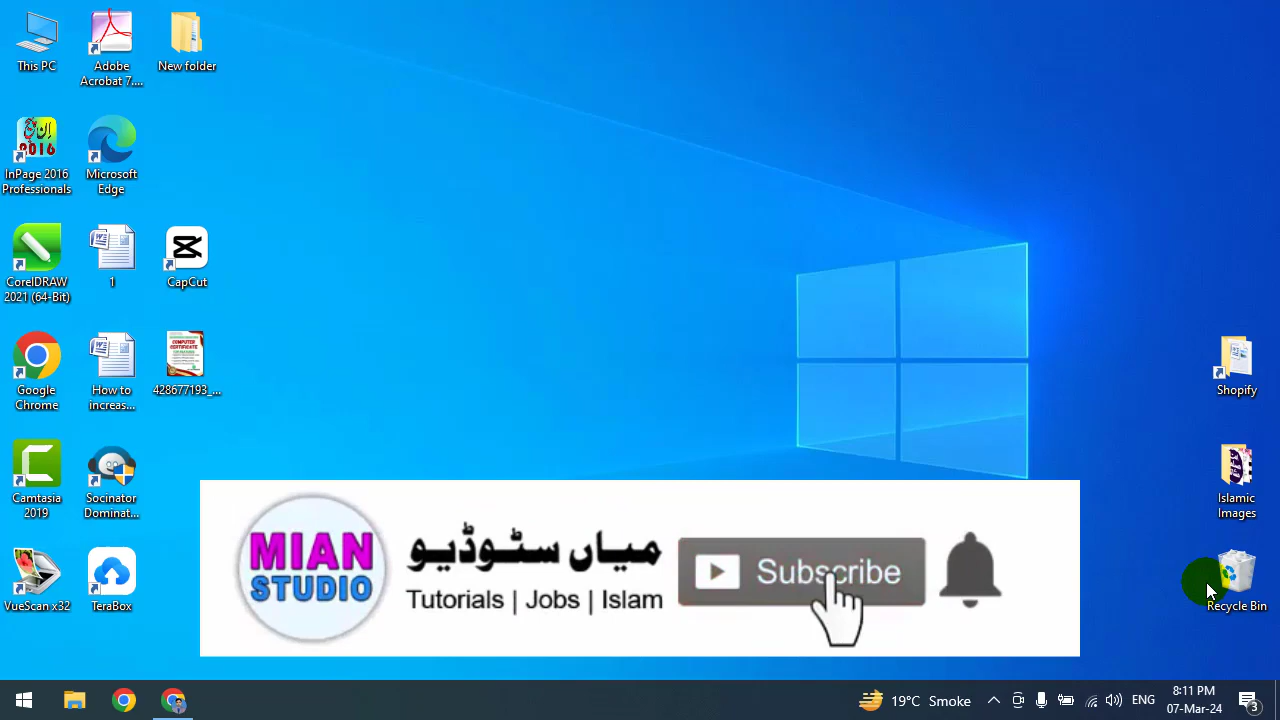 This PC
Adobe
Acrobat 7....
New folder
InPage 2016
Professionals
Microsoft
Edge
CorelDRAW
2021 (64-Bit)
1
CapCut
Google
Chrome
How to
increas...
428677193_...
Camtasia
2019
Socinator
Dominat...
VueScan x32
TeraBox
Shopify
Islamic
Images
Recycle Bin
MIAN
STUDIO
میاں سٹوڈیو
Tutorials | Jobs | Islam
Subscribe
19°C Smoke
ENG
8:11 PM
07-Mar-24
3